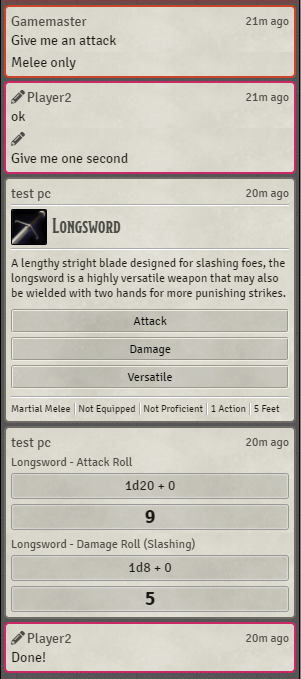 Gamemaster 21m ago
Give me an attack
Melee only
Player2 21m ago
ok
Give me one second
test pc 20m ago
Longsword
A lengthy stright blade designed for slashing foes, the
longsword is a highly versatile weapon that may also
be wielded with two hands for more punishing strikes.
Attack
Damage
Versatile
Martial Melee Not Equipped Not Proficient 1 Action 5 Feet
test pc 20m ago
Longsword - Attack Roll
1d20 + 0
9
Longsword - Damage Roll (Slashing)
1d8 + 0
5
Player2 20m ago
Done!